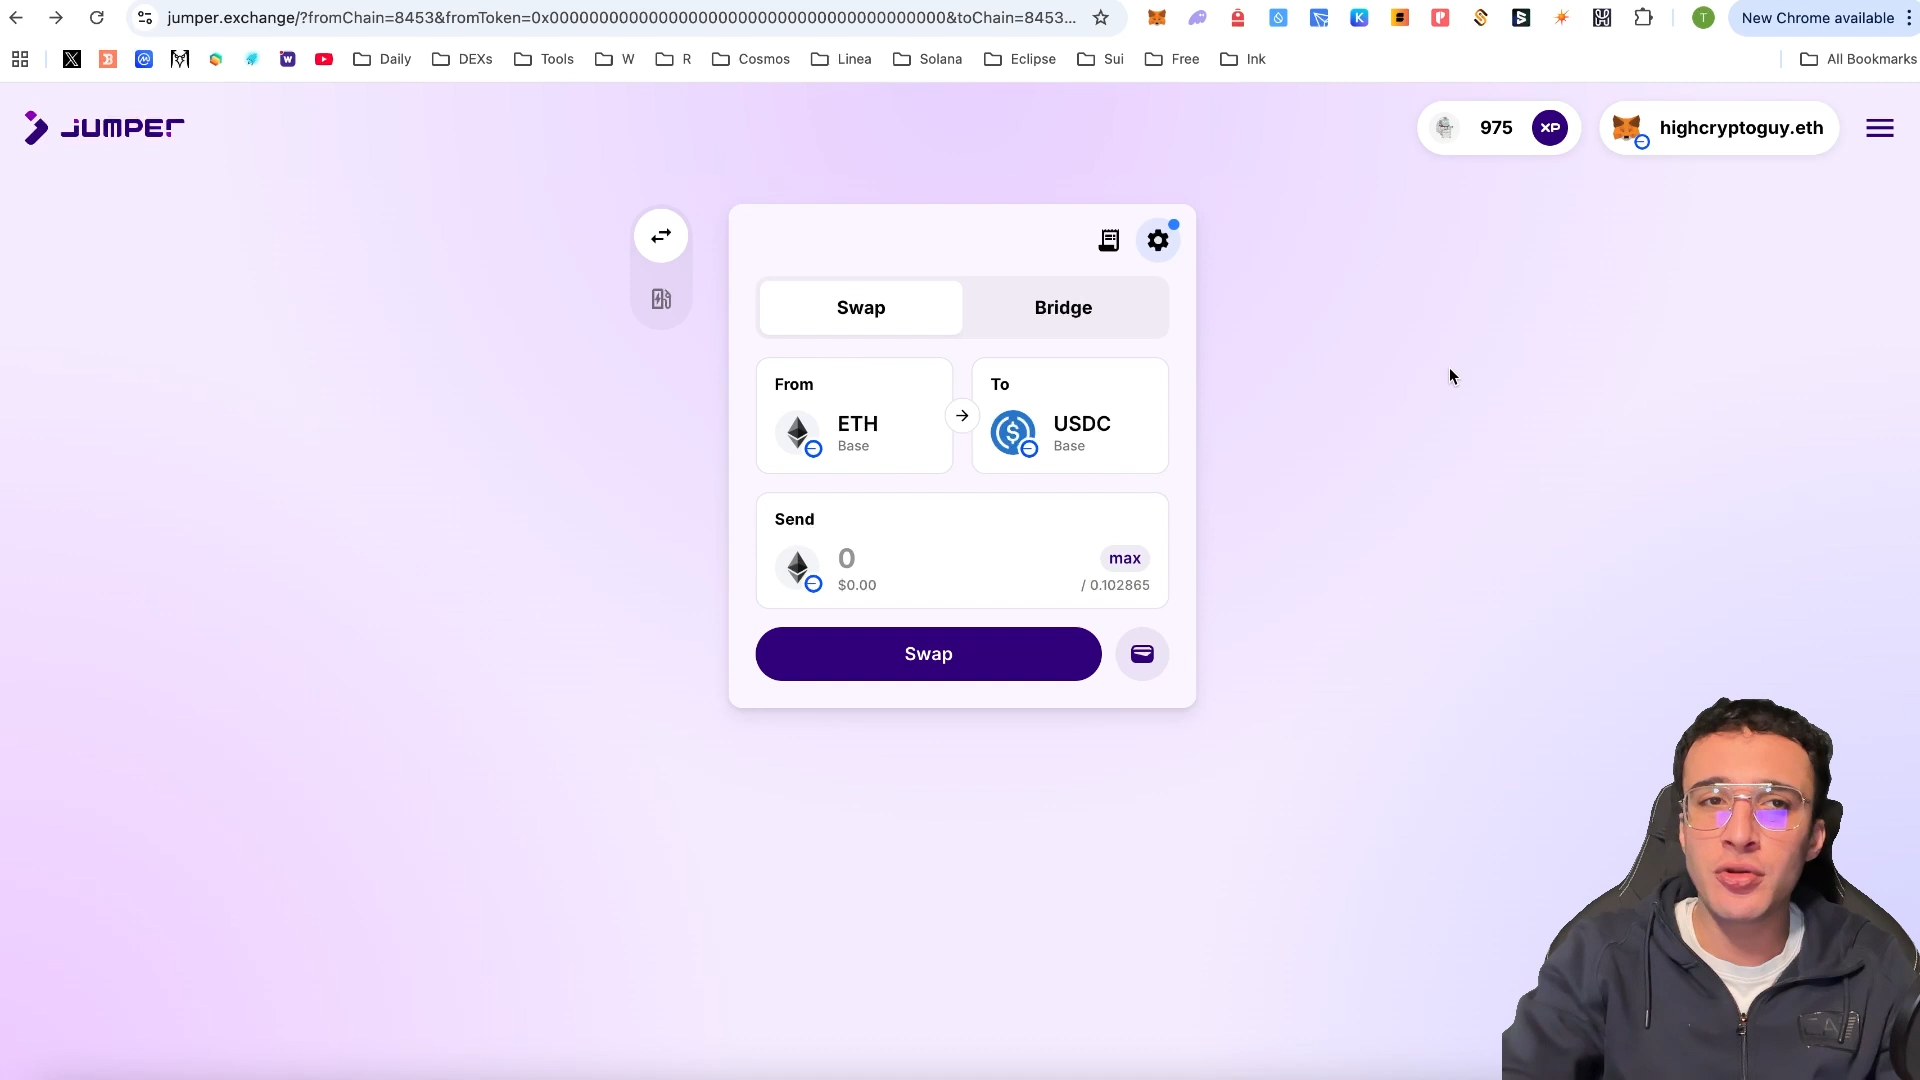 jumper.exchange/?fromChain=8453&fromToken=0x0000000000000000000000000000000000000000&toChain=8453...
T
New Chrome available
Daily
DEXs
Tools
W
R
Cosmos
Linea
Solana
Eclipse
Sui
Free
Ink
All Bookmarks
JUMPER
975
XP
highcryptoguy.eth
Swap
Bridge
From
ETH
Base
To
USDC
Base
Send
0
$0.00
max
/ 0.102865
Swap